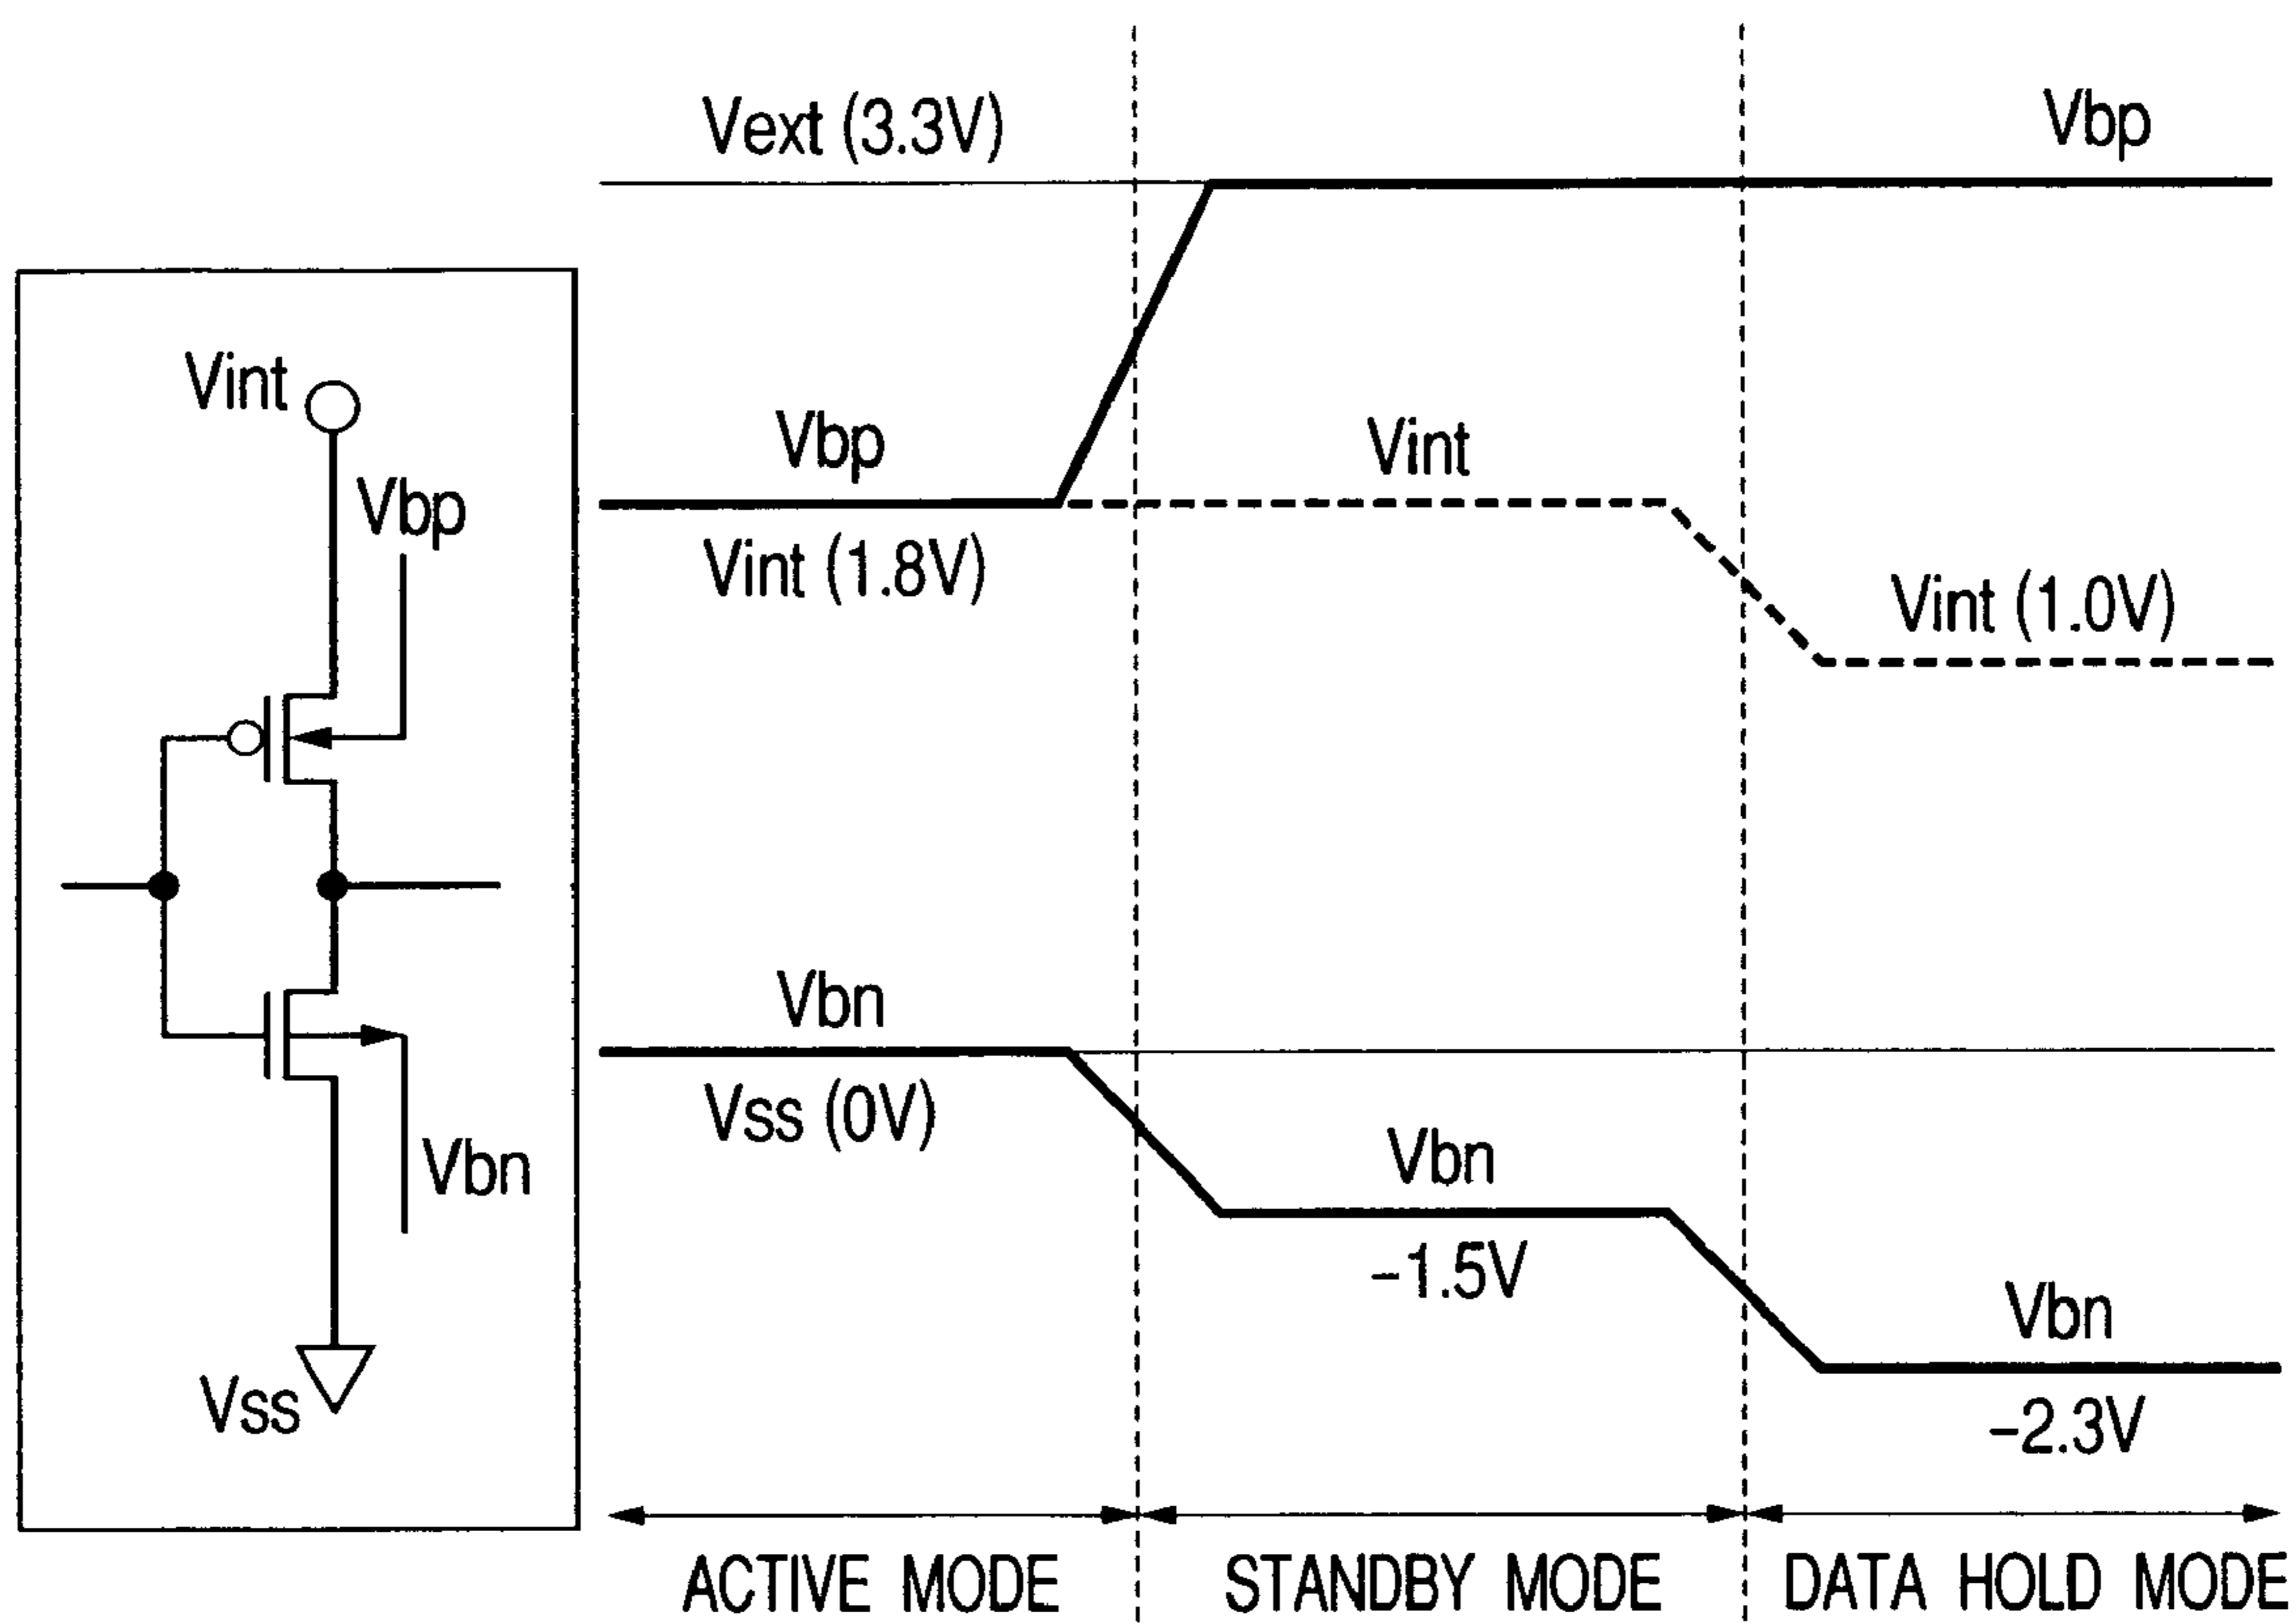 Vext (3.3V)
Vbp
Vint
Vbp
Vbp
Vint
Vint (1.8V)
Vint (1.0V)
Vbn
Vss (0V)
Vbn
Vbn
-1.5V
Vbn
Vss
-2.3V
ACTIVE MODE
STANDBY MODE
DATA HOLD MODE